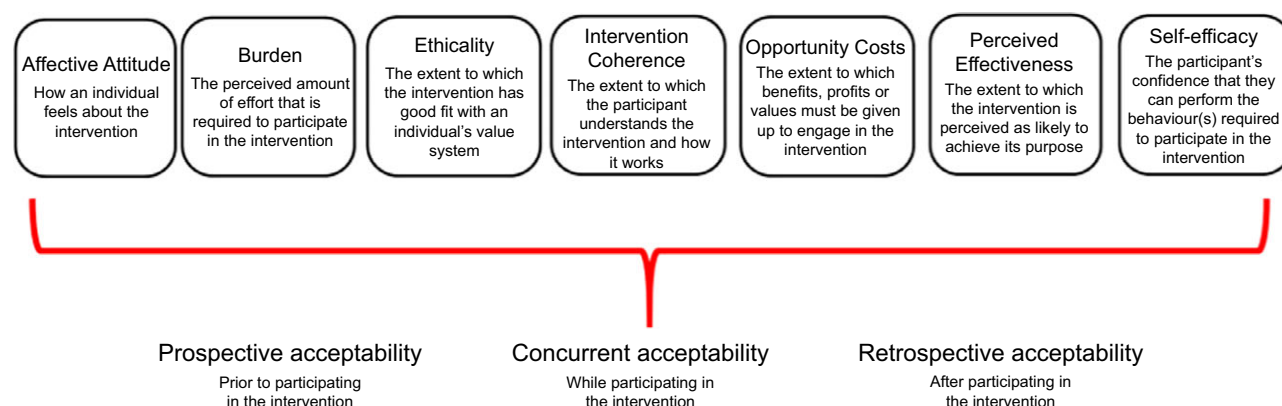 Affective Attitude
How an individual
feels about the
intervention
Burden
The perceived amount
of effort that is
required to participate
in the intervention
Ethicality
The extent to which
the intervention has
good fit with an
individual's value
system
Intervention
Coherence
The extent to which
the participant
understands the
intervention and how
it works
Opportunity Costs
The extent to which
benefits, profits or
values must be given
up to engage in the
intervention
Perceived
Effectiveness
The extent to which
the intervention is
perceived as likely to
achieve its purpose
Self-efficacy
The participant's
confidence that they
can perform the
behaviour(s) required
to participate in the
intervention
Prospective acceptability
Prior to participating
in the intervention
Concurrent acceptability
While participating in
the intervention
Retrospective acceptability
After participating in
the intervention